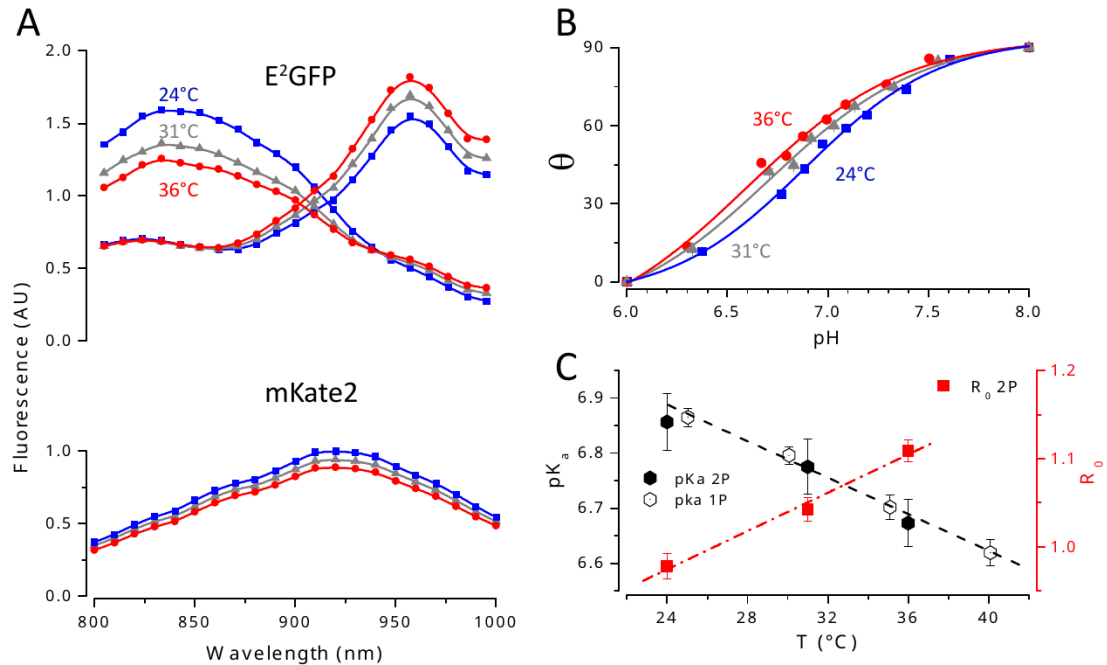 A
E²GFP
24°C
31°C
36°C
Fluorescence (AU)
2.0
1.5
1.0
0.5
0.0
mKate2
1.0
0.5
0.0
800
850
900
950
1000
Wavelength (nm)
B
θ
90
60
30
0
36°C
24°C
31°C
6.0
6.5
7.0
7.5
8.0
pH
C
pKₐ
6.9
6.8
6.7
6.6
R₀ 2P
pKa 2P
pka 1P
1.2
1.1
1.0
R₀
24
28
32
36
40
T (°C)